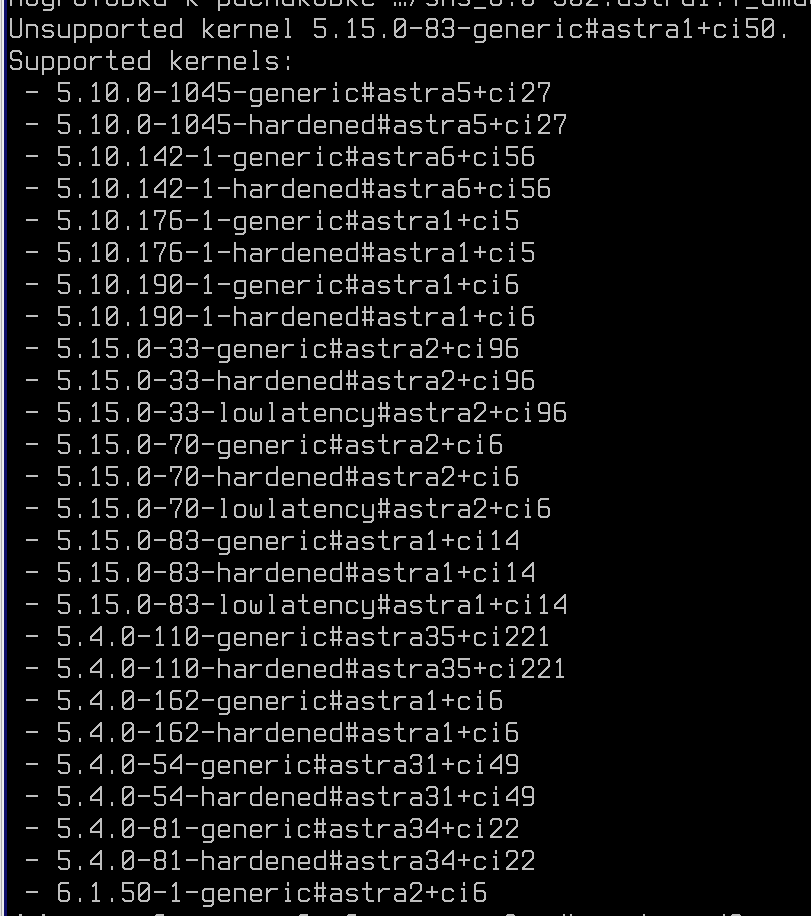 Unsupported kernel 5.15.0-83-generic#astra1+ci50.
Supported kernels:
- 5.10.0-1045-generic#astra5+ci27
- 5.10.0-1045-hardened#astra5+ci27
- 5.10.142-1-generic#astra6+ci56
- 5.10.142-1-hardened#astra6+ci56
- 5.10.176-1-generic#astra1+ci5
- 5.10.176-1-hardened#astra1+ci5
- 5.10.190-1-generic#astra1+ci6
- 5.10.190-1-hardened#astra1+ci6
- 5.15.0-33-generic#astra2+ci96
- 5.15.0-33-hardened#astra2+ci96
- 5.15.0-33-lowlatency#astra2+ci96
- 5.15.0-70-generic#astra2+ci6
- 5.15.0-70-hardened#astra2+ci6
- 5.15.0-70-lowlatency#astra2+ci6
- 5.15.0-83-generic#astra1+ci14
- 5.15.0-83-hardened#astra1+ci14
- 5.15.0-83-lowlatency#astra1+ci14
- 5.4.0-110-generic#astra35+ci221
- 5.4.0-110-hardened#astra35+ci221
- 5.4.0-162-generic#astra1+ci6
- 5.4.0-162-hardened#astra1+ci6
- 5.4.0-54-generic#astra31+ci49
- 5.4.0-54-hardened#astra31+ci49
- 5.4.0-81-generic#astra34+ci22
- 5.4.0-81-hardened#astra34+ci22
- 6.1.50-1-generic#astra2+ci6